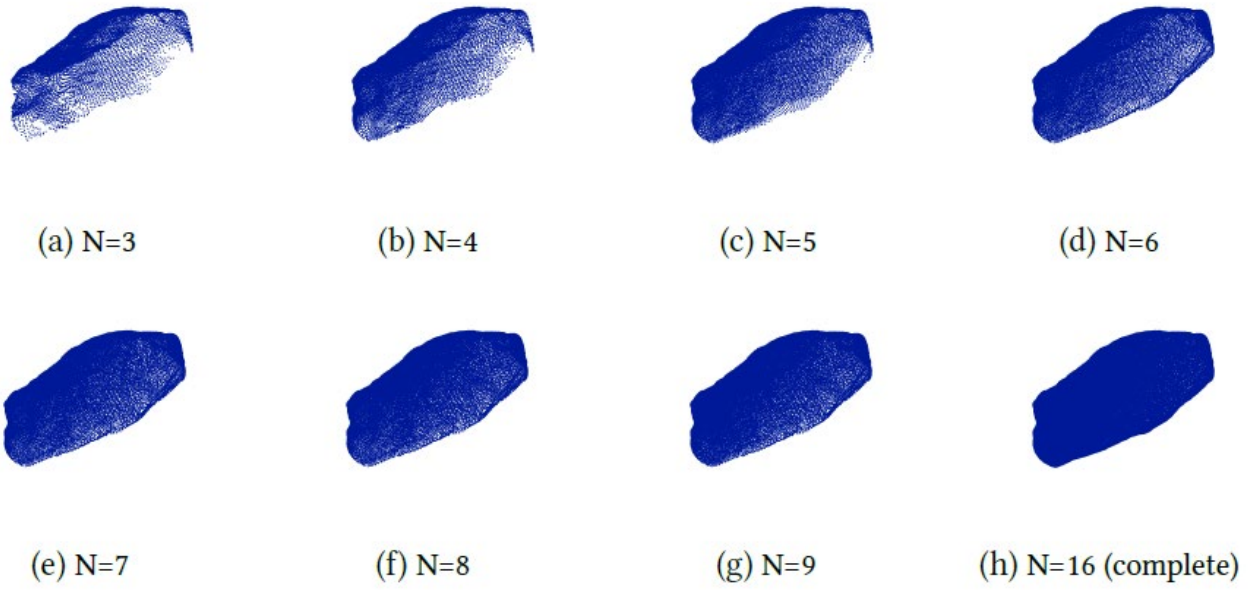 (a) N=3
(b) N=4
(c) N=5
(d) N=6
(e) N=7
(f) N=8
(g) N=9
(h) N=16 (complete)